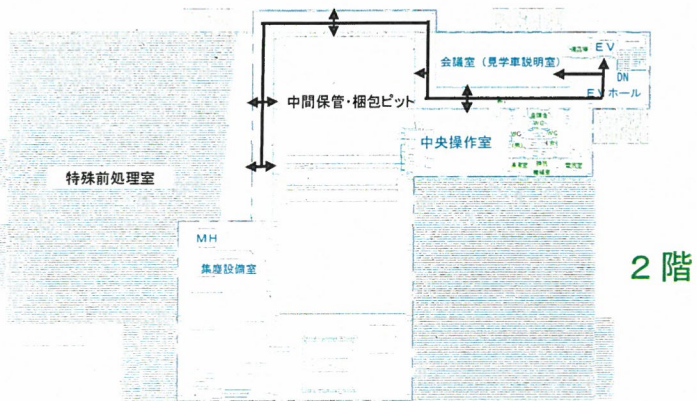 EV
会議室（見学車説明室）
DN
EVホール
中間保管・梱包ピット
中央操作室
特殊前処理室
MH
集塵設備室
2階